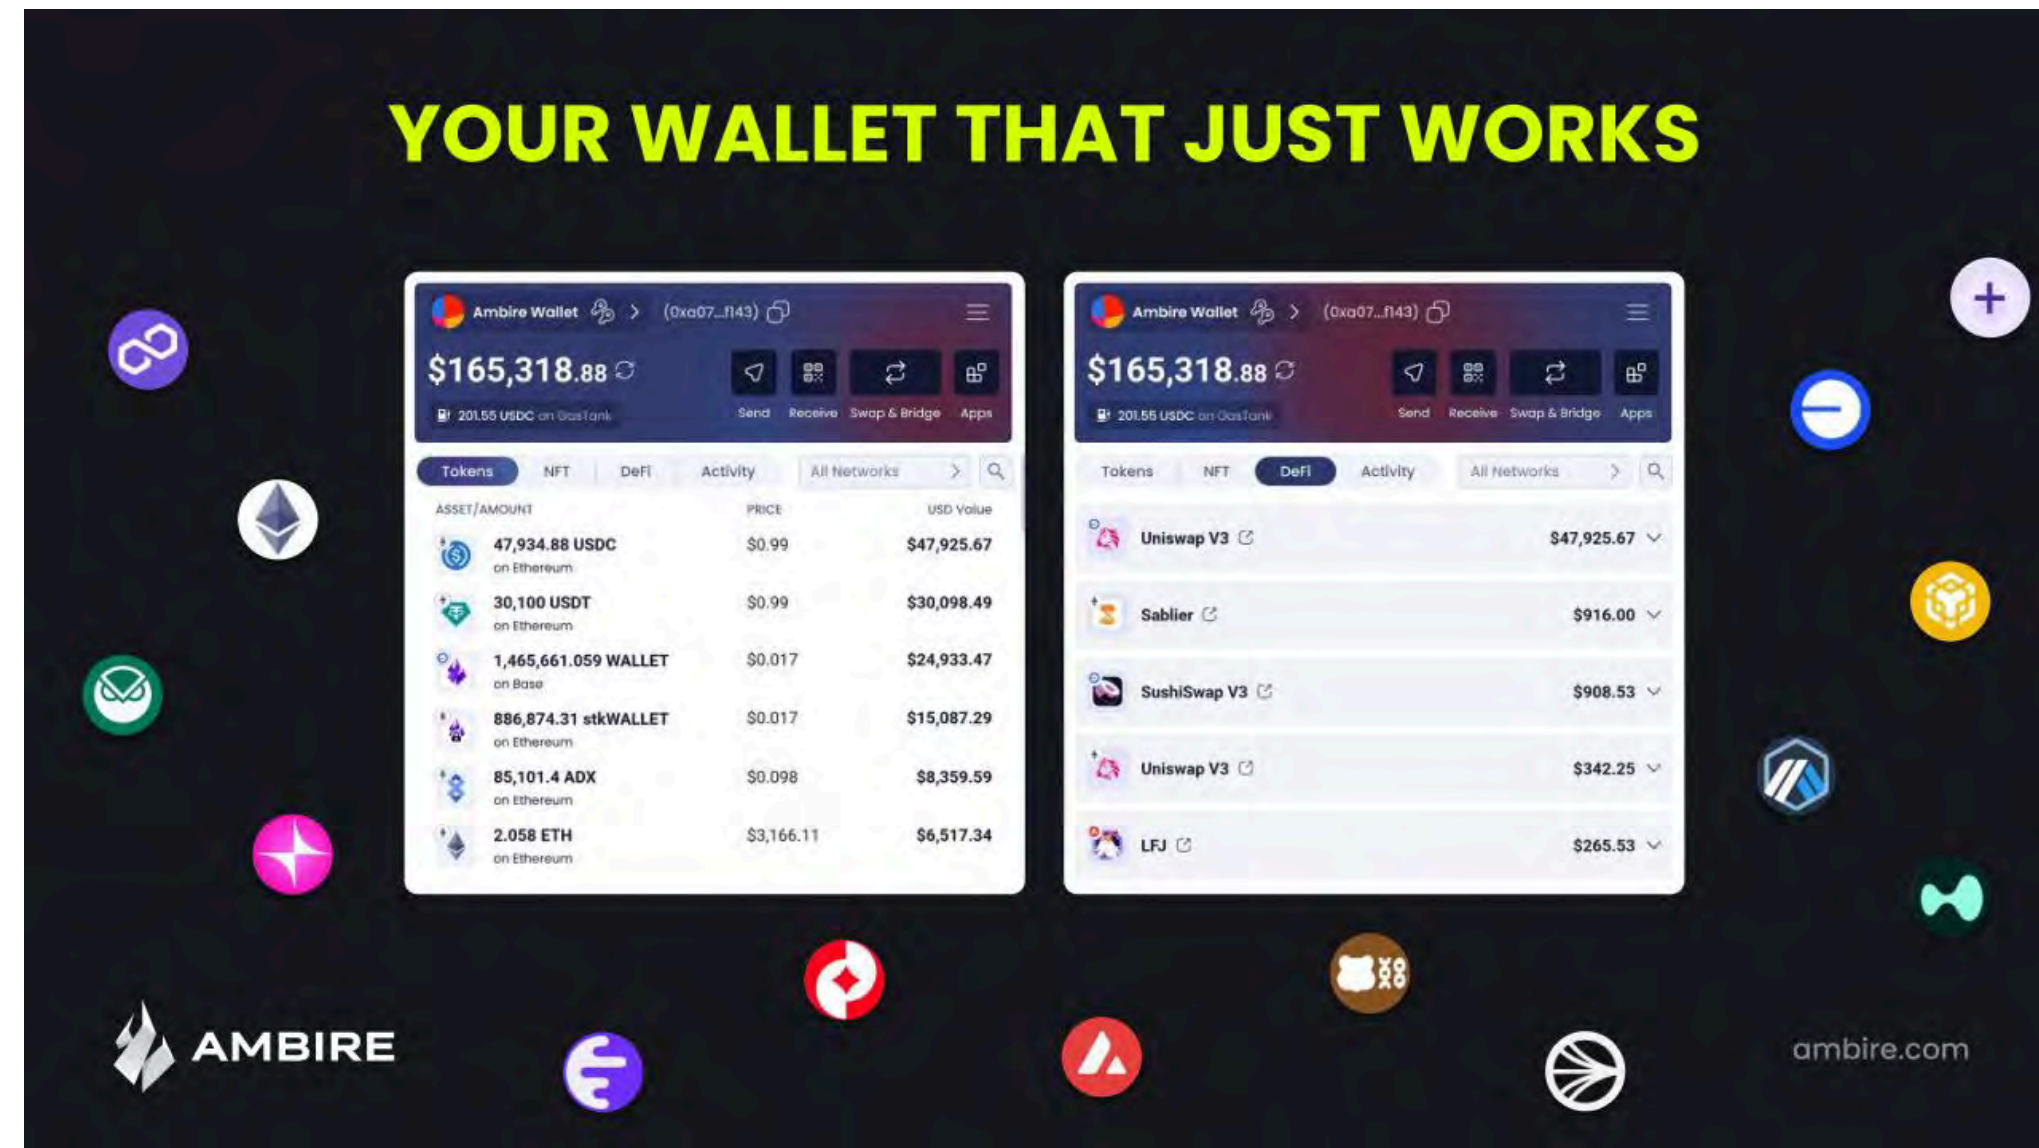 YOUR WALLET THAT JUST WORKS
Ambire Wallet (0xa07...f143)
$165,318.88
201.55 USDC on GasTank
Send Receive Swap & Bridge Apps
Tokens NFT DeFi Activity All Networks
ASSET/AMOUNT PRICE USD Value
47,934.88 USDC $0.99 $47,925.67
on Ethereum
30,100 USDT $0.99 $30,098.49
on Ethereum
1,465,661.059 WALLET $0.017 $24,933.47
on Base
886,874.31 stkWALLET $0.017 $15,087.29
on Ethereum
85,101.4 ADX $0.098 $8,359.59
on Ethereum
2.058 ETH $3,166.11 $6,517.34
on Ethereum
Ambire Wallet (0xa07...f143)
$165,318.88
201.55 USDC on GasTank
Send Receive Swap & Bridge Apps
Tokens NFT DeFi Activity All Networks
Uniswap V3 $47,925.67
Sablier $916.00
SushiSwap V3 $908.53
Uniswap V3 $342.25
LFJ $265.53
AMBIRE
ambire.com